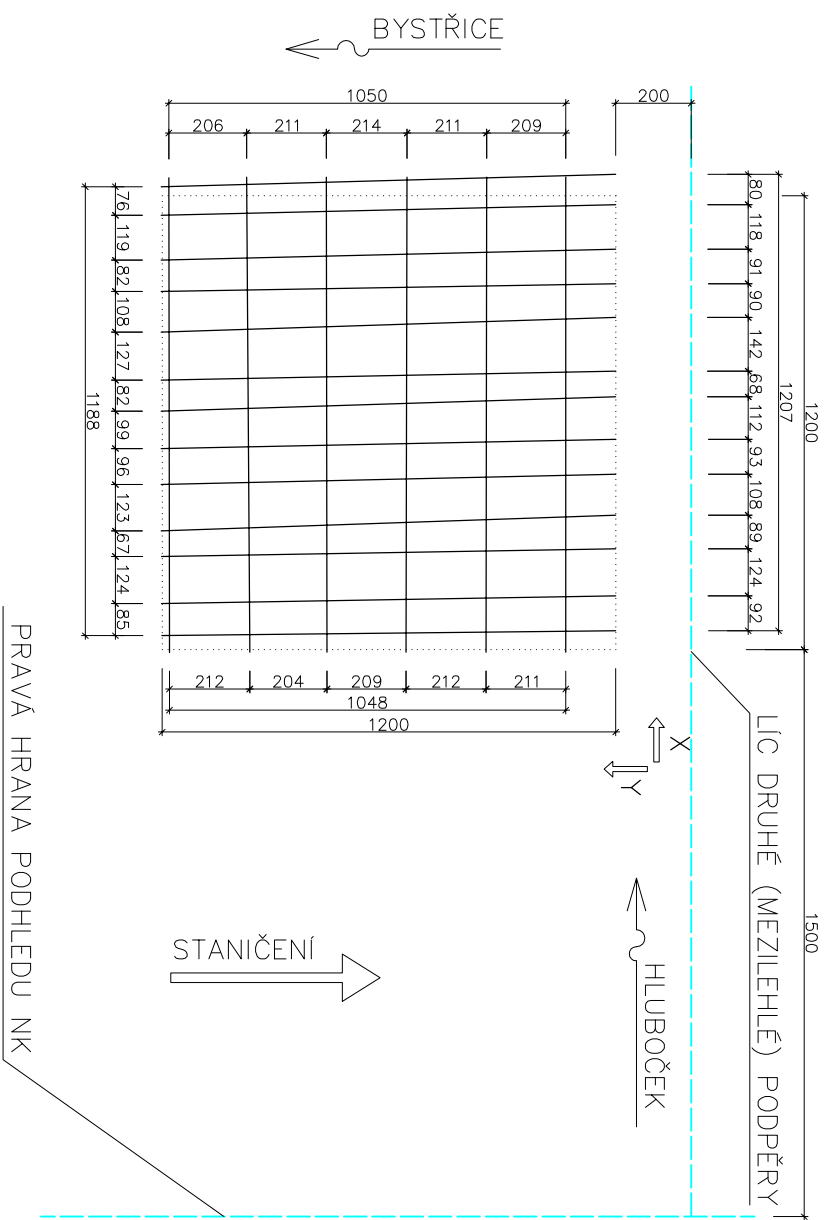 BYSTŘICE
1050
200
206 211 214 211 209
80 118 91 90 142 68 112 93 108 89 124 92
1207
1200
1500
76 119 82 108 127 82 99 96 123 67 124 85
1188
212 204 209 212 211
1048
1200
X
Y
LÍC DRUHÉ (MEZILEHLÉ) PODPĚRY
STANIČENÍ
HLUBOČEK
PRAVÁ HRANA PODHLEDU NK